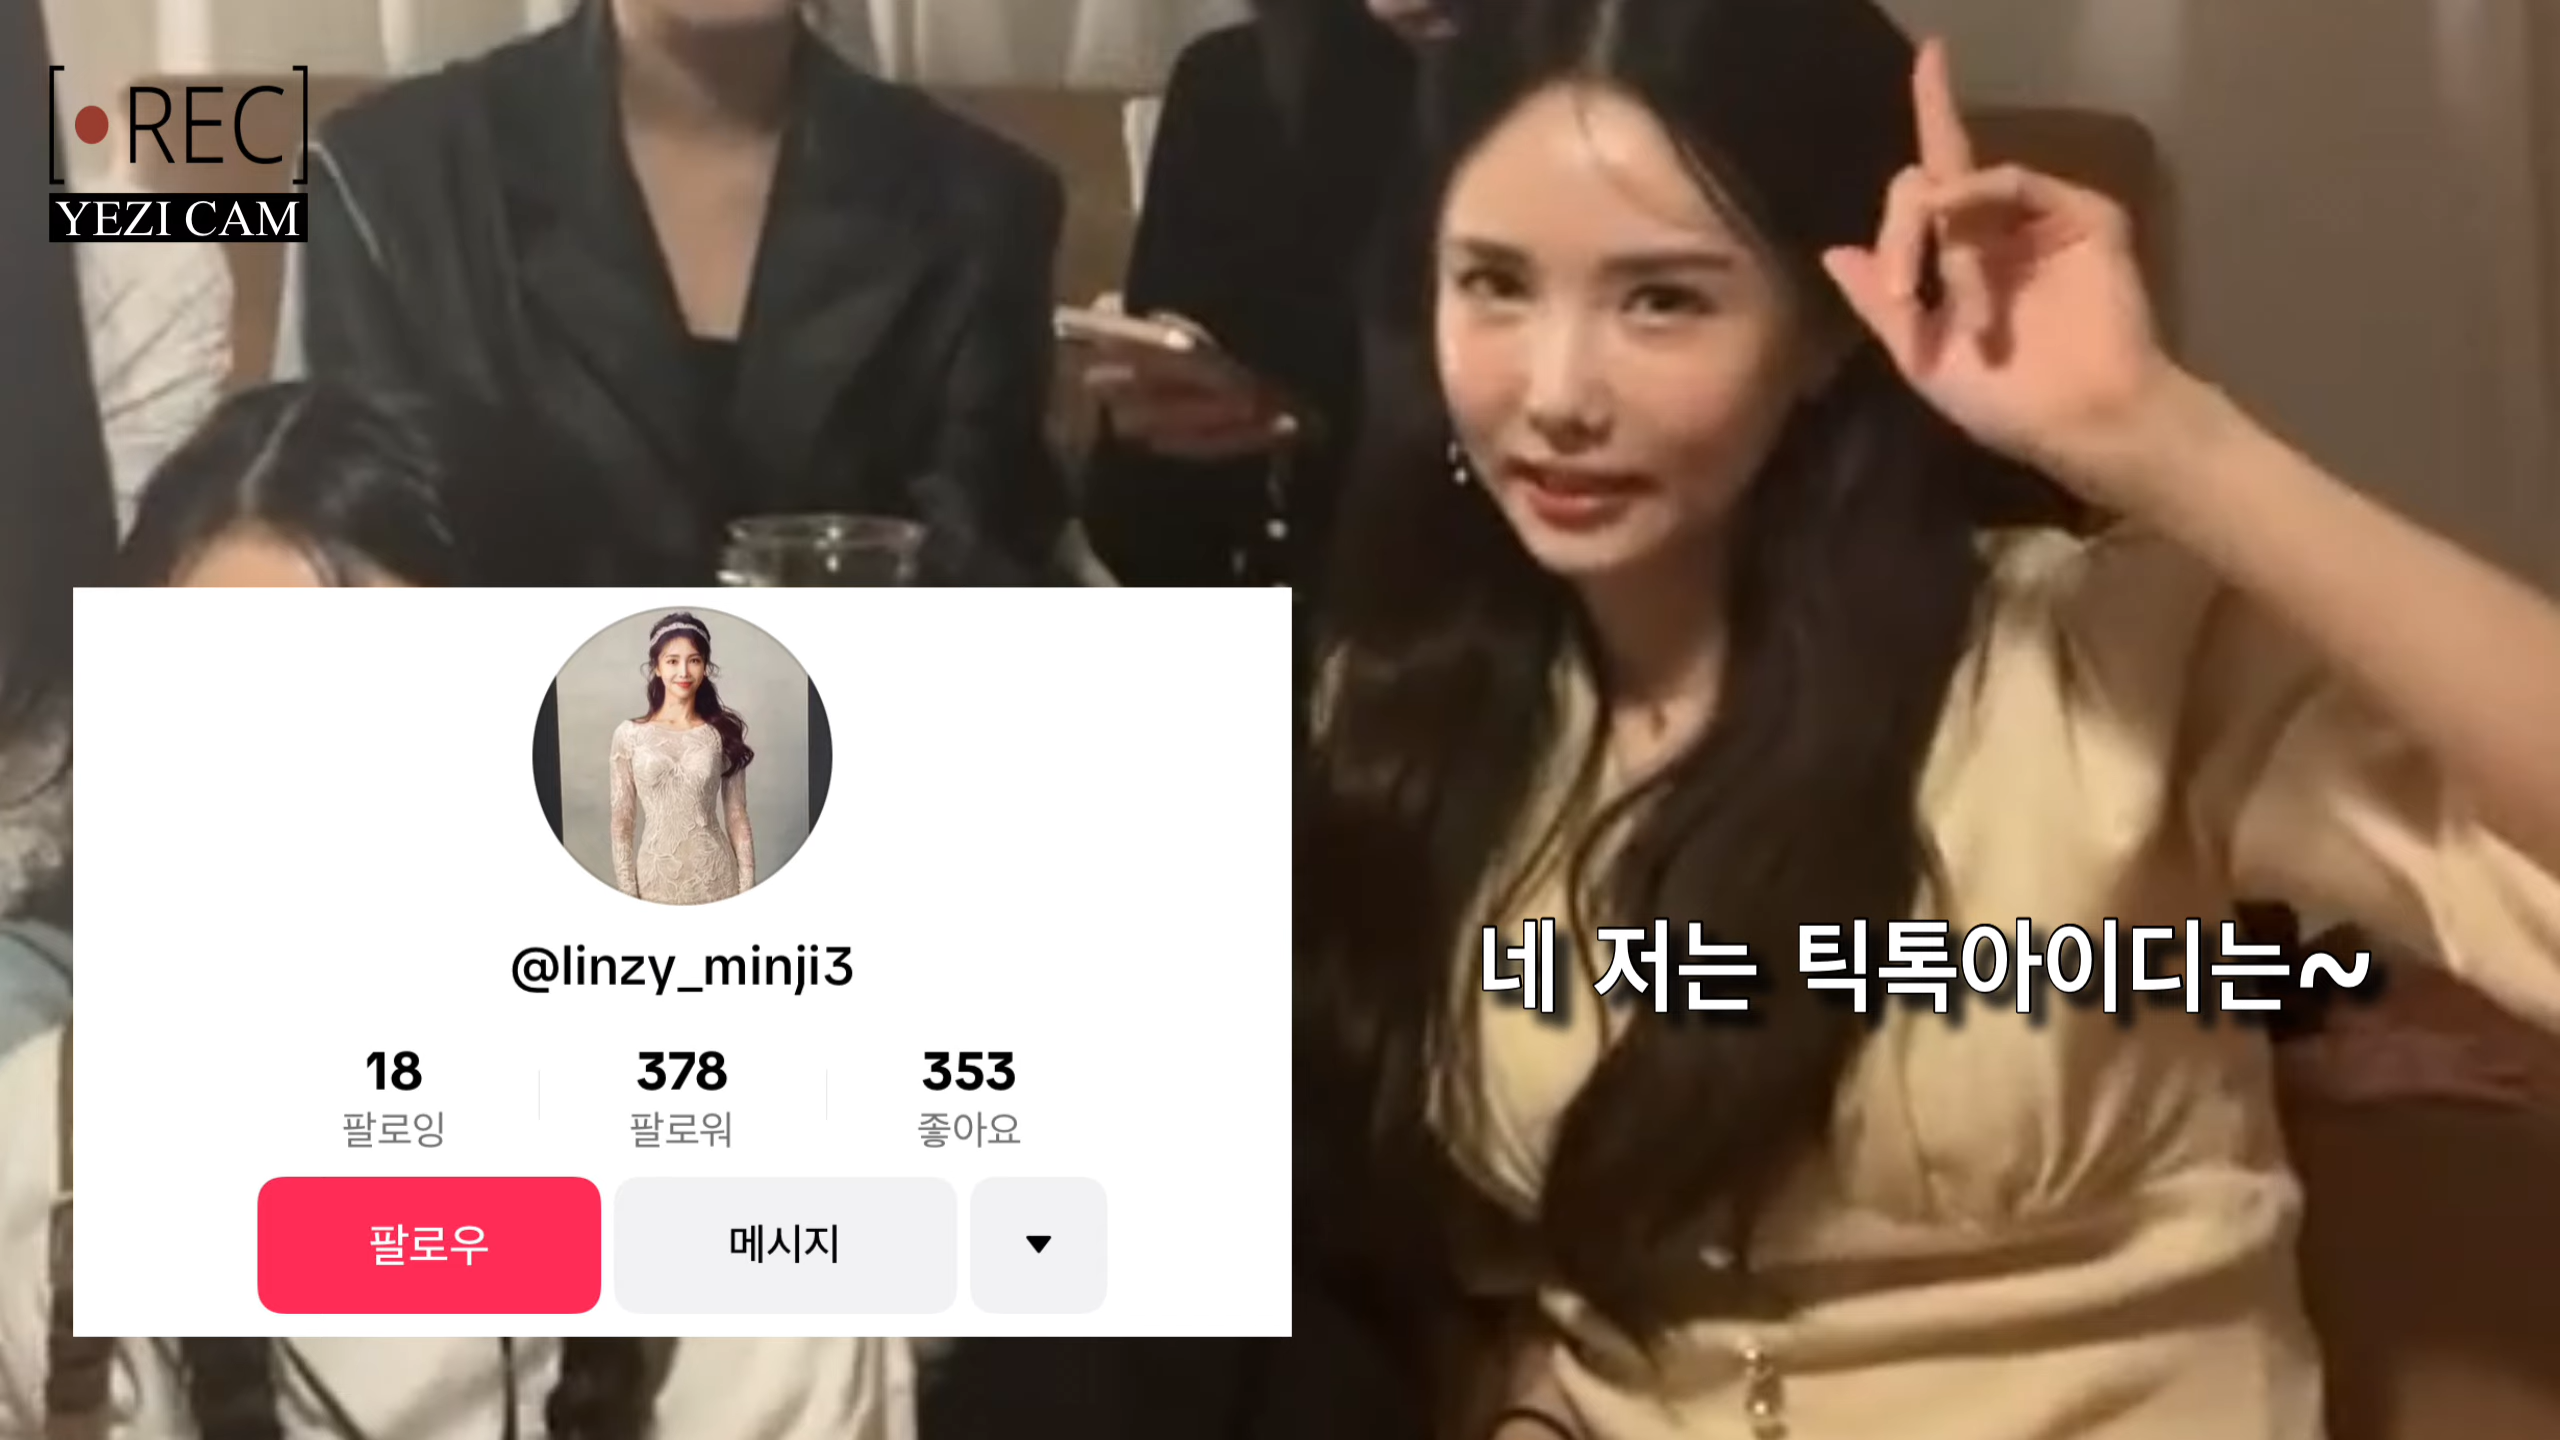 [●REC]
YEZI CAM
@linzy_minji3
18
팔로잉
378
팔로워
353
좋아요
팔로우
메시지
네 저는 틱톡아이디는~